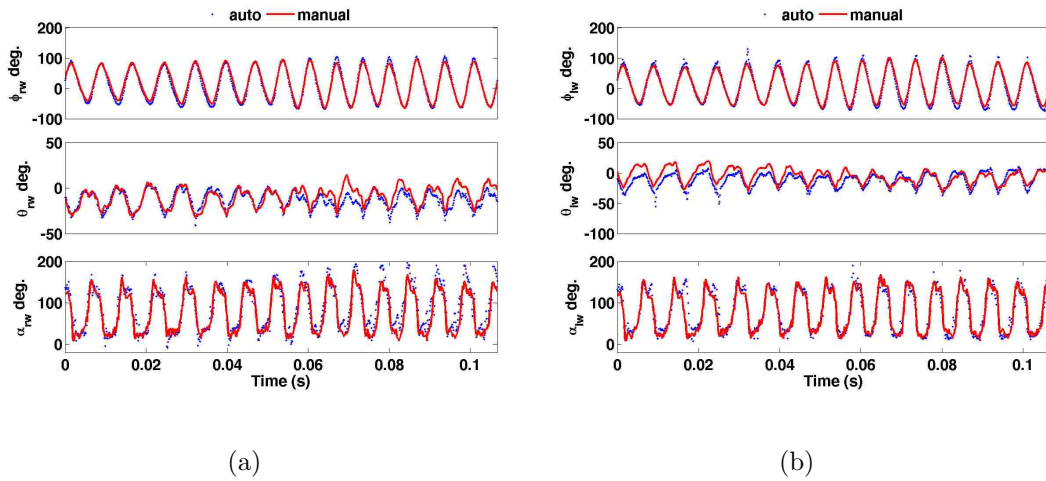 auto manual
200
100
0
-100
ϕrw deg.
50
0
-50
θrw deg.
200
100
0
αrw deg.
0 0.02 0.04 0.06 0.08 0.1
Time (s)
(a)
auto manual
200
100
0
-100
ϕlw deg.
50
0
-50
-100
θlw deg.
200
100
0
αlw deg.
0 0.02 0.04 0.06 0.08 0.1
Time (s)
(b)